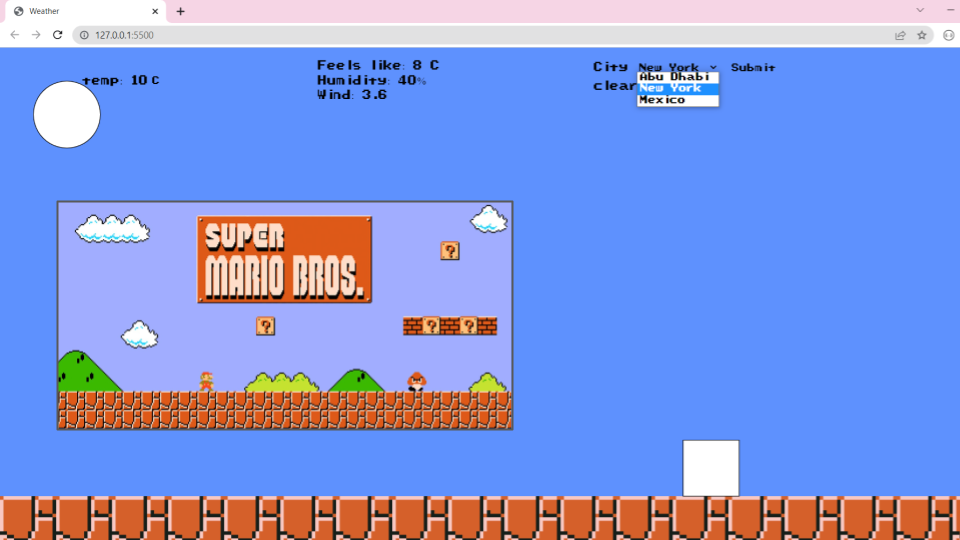 Weather
127.0.0.1:5500
temp: 10 C
Feels like: 8 C
Humidity: 40%
Wind: 3.6
City New York Submit
clear
Abu Dhabi
New York
Mexico
SUPER
MARIO BROS.
?
?
? ?